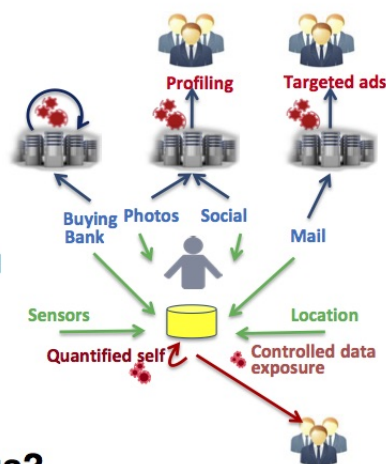 Profiling
Targeted ads
Buying
Bank
Photos
Social
Mail
Sensors
Location
Quantified self
Controlled data
exposure